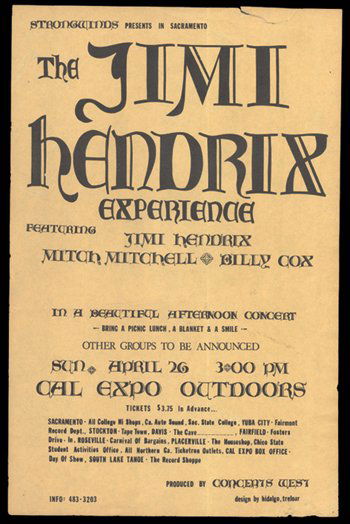 STRONGWINDS PRESENTS IN SACRAMENTO
THE JIMI
HENDRIX
EXPERIENCE
FEATURING
JIMI HENDRIX
MITCH MITCHELL BILLY COX
IN A BEAUTIFUL AFTERNOON CONCERT
— BRING A PICNIC LUNCH, A BLANKET & A SMILE —
OTHER GROUPS TO BE ANNOUNCED
SUN. APRIL 26 3:00 PM
CAL EXPO OUTDOORS
TICKETS $3.75 In Advance...
SACRAMENTO - All College Hi Shops, Ca. Auto Sound, Sac. State College, YUBA CITY - Fairmont
Record Dept., STOCKTON - Tape Town, DAVIS - The Cave, FAIRFIELD - Fosters
Drive - In, ROSEVILLE - Carnival Of Bargains, PLACERVILLE - The Houseshop, Chico State
Student Activities Office, All Northern Ca. Ticketron Outlets, CAL EXPO BOX OFFICE -
Day Of Show, SOUTH LAKE TAHOE - The Record Shoppe
PRODUCED BY CONCERTS WEST
INFO: 483-3203 design by hidalgo, treloar